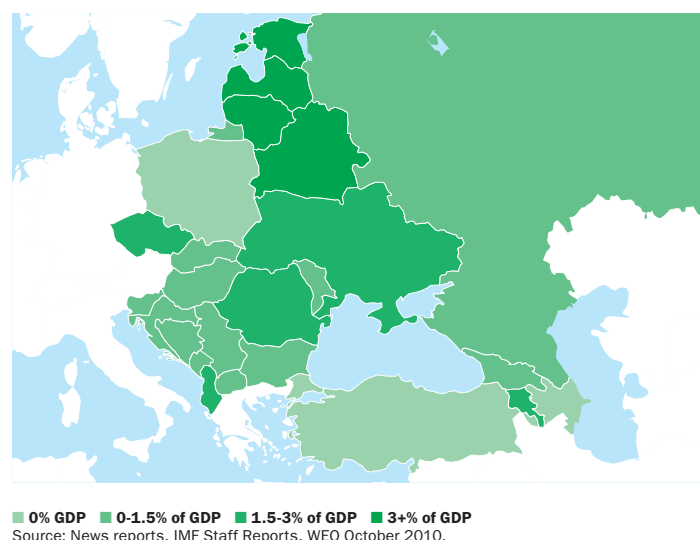 0% GDP 0-1.5% of GDP 1.5-3% of GDP 3+% of GDP
Source: News reports, IMF Staff Reports, WEO October 2010.